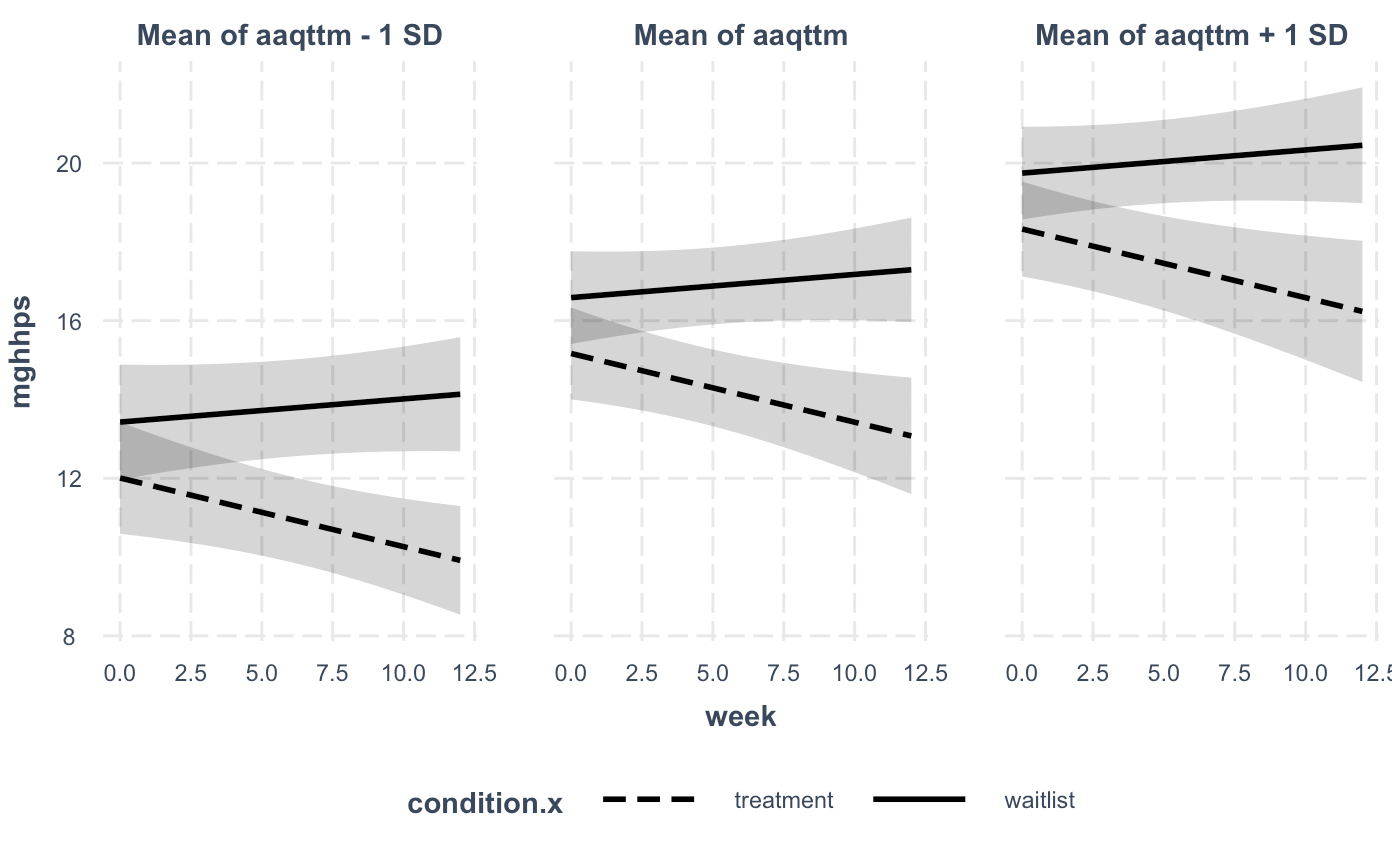 Mean of aaqttm - 1 SD
Mean of aaqttm
Mean of aaqttm + 1 SD
mghhps
20
16
12
8
0.0 2.5 5.0 7.5 10.0 12.5
0.0 2.5 5.0 7.5 10.0 12.5
0.0 2.5 5.0 7.5 10.0 12.5
week
condition.x treatment waitlist